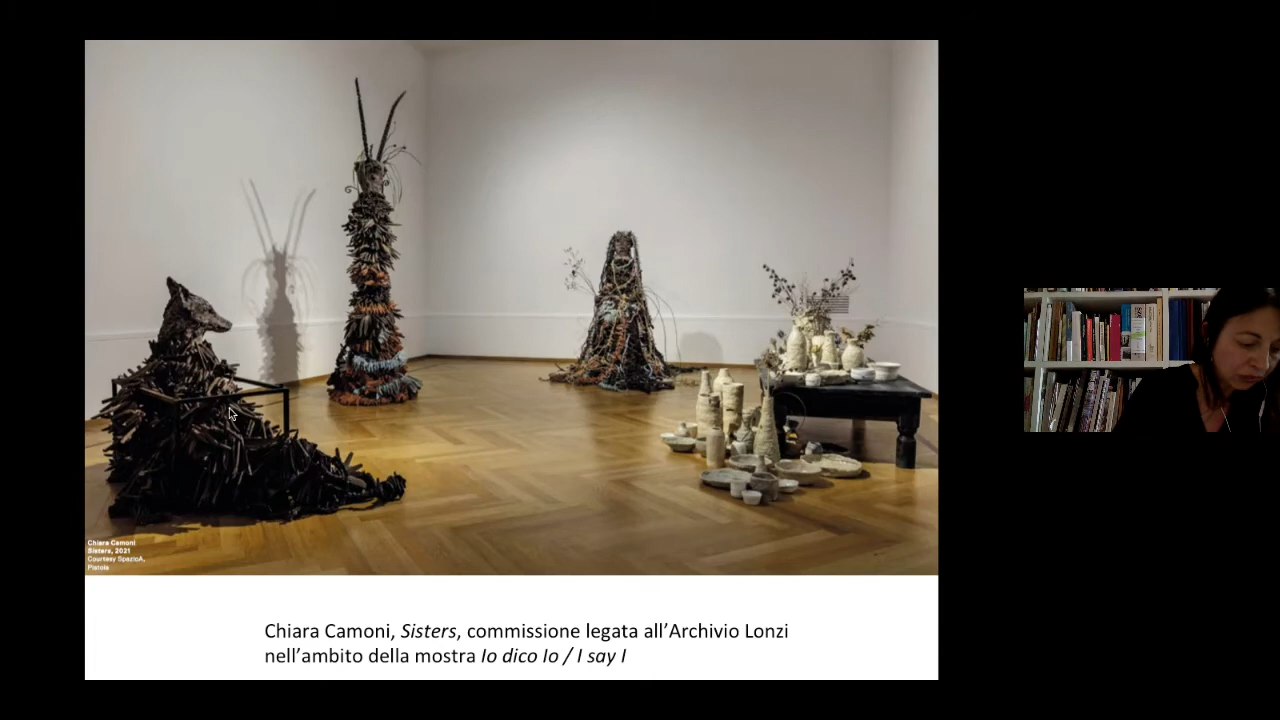 Chiara Camoni
Sisters, 2021
Courtesy SpazioA,
Pistoia
Chiara Camoni, Sisters, commissione legata all’Archivio Lonzi
nell’ambito della mostra Io dico Io / I say I